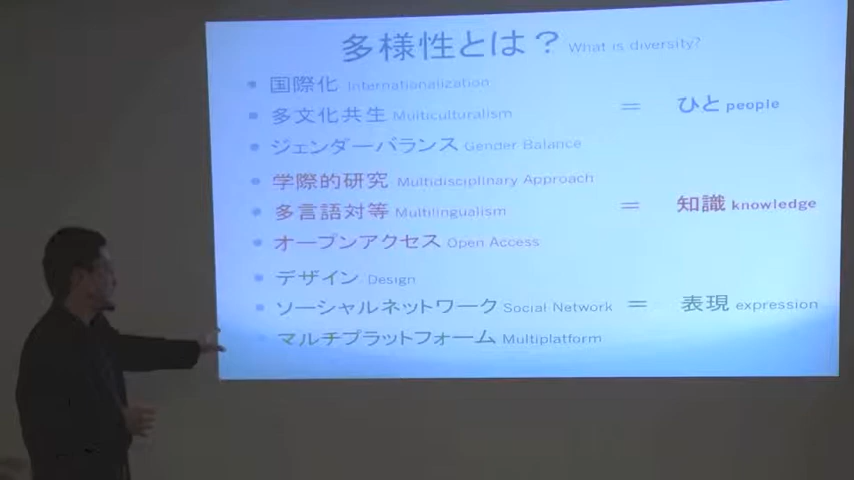 多様性とは？ What is diversity?
国際化 Internationalization
多文化共生 Multiculturalism
= ひと people
ジェンダーバランス Gender Balance
学際的研究 Multidisciplinary Approach
多言語対等 Multilingualism
= 知識 knowledge
オープンアクセス Open Access
デザイン Design
ソーシャルネットワーク Social Network = 表現 expression
マルチプラットフォーム Multiplatform